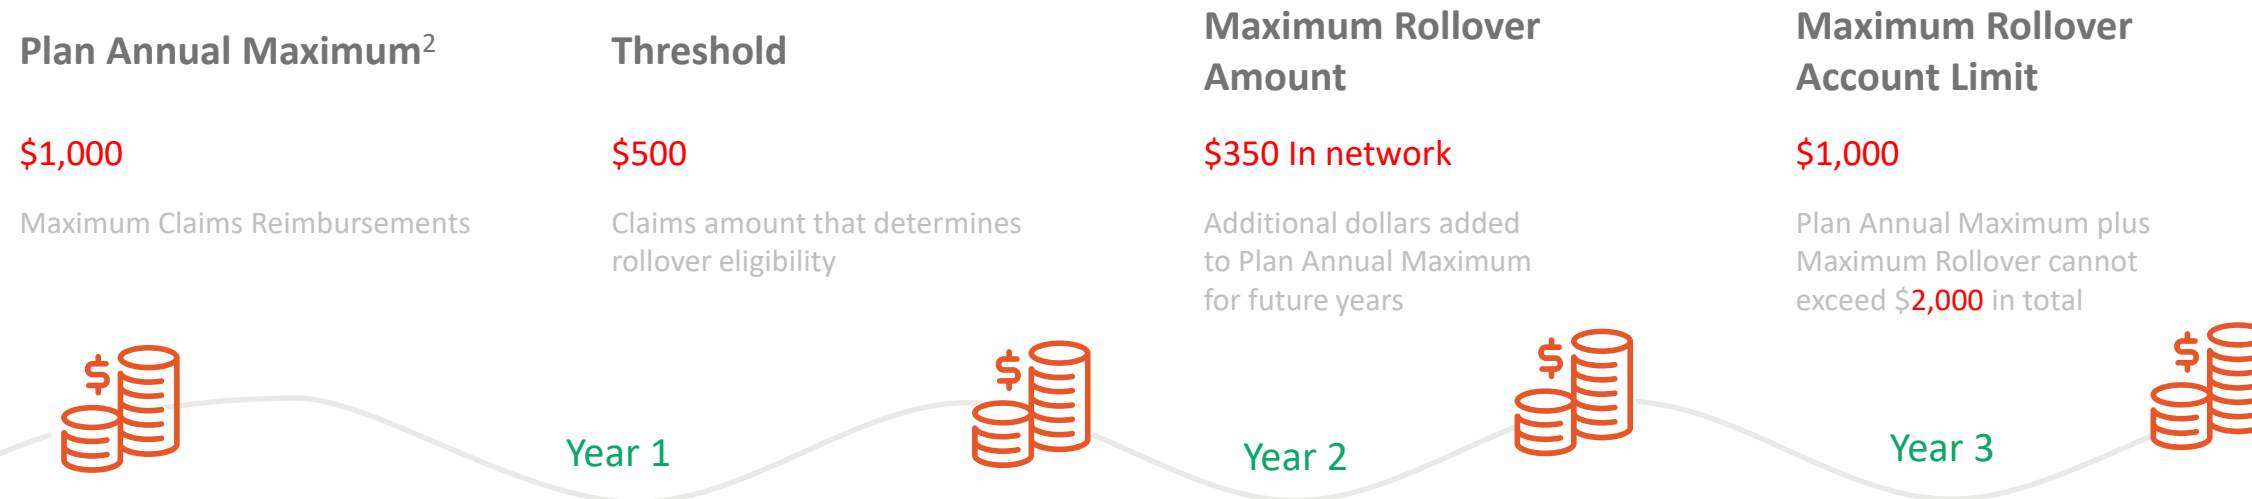 Plan Annual Maximum²
$1,000
Maximum Claims Reimbursements
Threshold
$500
Claims amount that determines
rollover eligibility
Maximum Rollover
Amount
$350 In network
Additional dollars added
to Plan Annual Maximum
for future years
Maximum Rollover
Account Limit
$1,000
Plan Annual Maximum plus
Maximum Rollover cannot
exceed $2,000 in total
$
$
$
$
Year 1
Year 2
Year 3